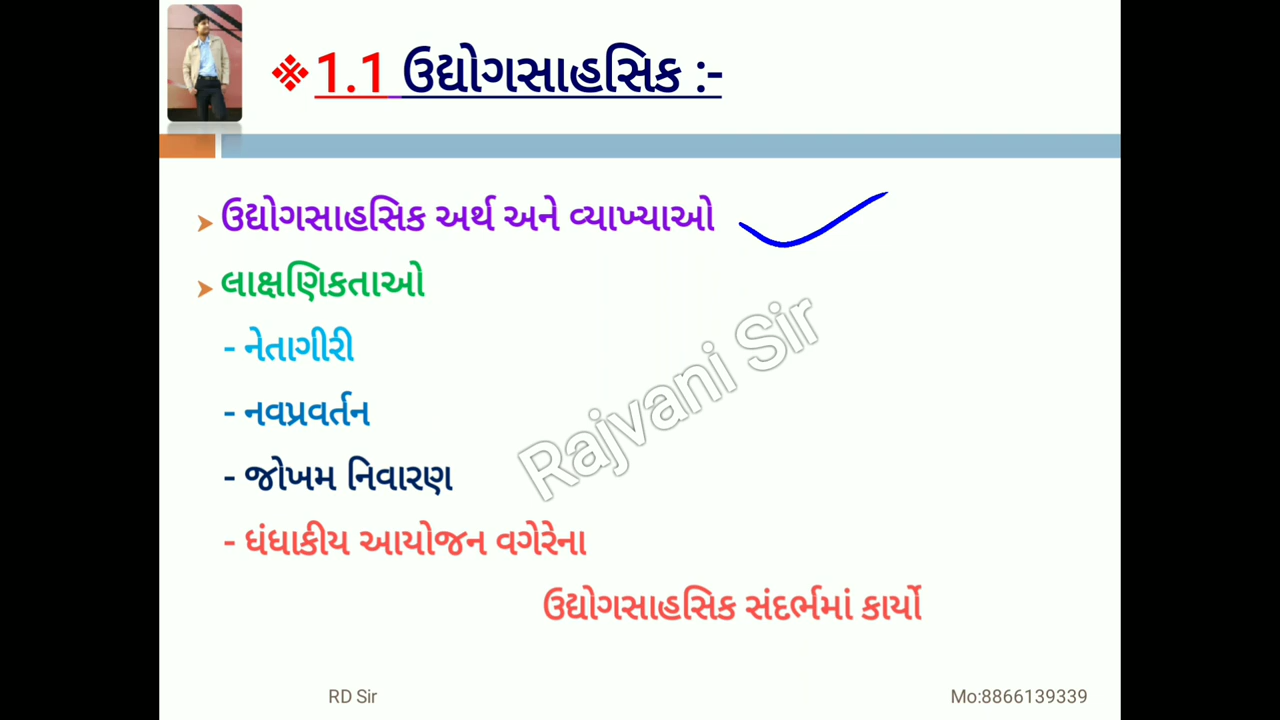 ❖1.1 ઉદ્યોગસાહસિક :-
➤ ઉદ્યોગસાહસિક અર્થ અને વ્યાખ્યાઓ
➤ લાક્ષણિકતાઓ
- નેતાગીરી
- નવપ્રવર્તન
- જોખમ નિવારણ
- ધંધાકીય આયોજન વગેરેના
ઉદ્યોગસાહસિક સંદર્ભમાં કાર્યો
Rajvani Sir
RD Sir
Mo:8866139339